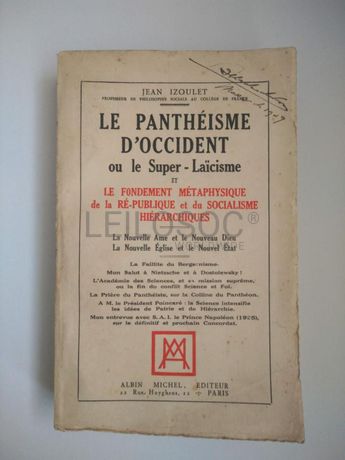 JEAN IZOULET
PROFESSEUR DE PHILOSOPHIE SOCIALE AU COLLÈGE DE FRANCE
LE PANTHÉISME
D'OCCIDENT
ou le Super-Laïcisme
ET
LE FONDEMENT MÉTAPHYSIQUE
de la RÉ-PUBLIQUE et du SOCIALISME
HIÉRARCHIQUES
LEILOSOC®
La Nouvelle Ame et le Nouveau Dieu
La Nouvelle Église et le Nouvel État
La Faillite du Bergsonisme.
Mon Salut à Nietzsche et à Dostoïewsky !
L'Académie des Sciences, et sa mission suprême,
ou la fin du conflit Science et Foi.
La Prière du Panthéiste, sur la Colline du Panthéon.
A M. le Président Poincaré : la Science intensifie
les idées de Patrie et de Hiérarchie.
Mon entrevue avec S. A. I. le Prince Napoléon (1925),
sur le définitif et prochain Concordat.
AM
ALBIN MICHEL, EDITEUR
22 Rue Huyghens, 22 PARIS